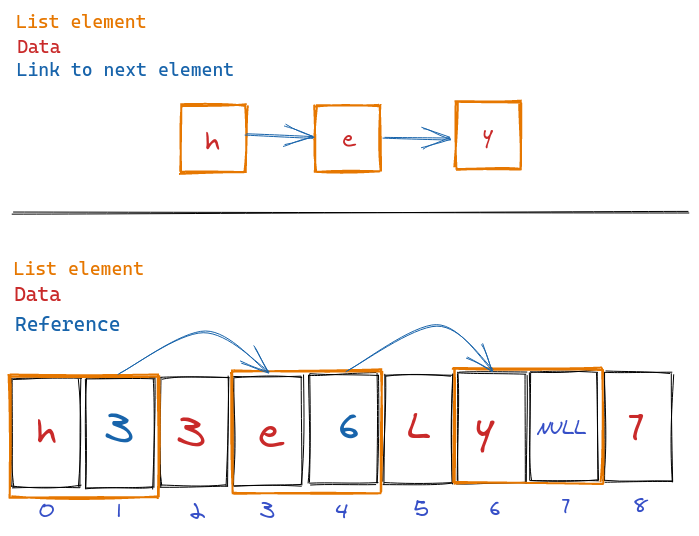 List element
Data
Link to next element
h e y
List element
Data
Reference
h 3 3 e 6 L y NULL 7
0 1 2 3 4 5 6 7 8